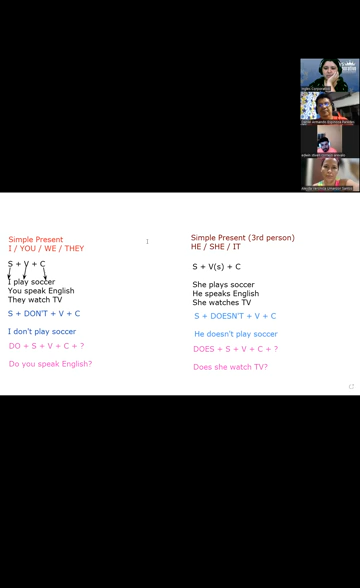 Ingles Corporativo
Simple Present
I / YOU / WE / THEY
S + V + C
I play soccer
You speak English
They watch TV
S + DON'T + V + C
I don't play soccer
DO + S + V + C + ?
Do you speak English?
Simple Present (3rd person)
HE / SHE / IT
S + V(s) + C
She plays soccer
He speaks English
She watches TV
S + DOESN'T + V + C
He doesn't play soccer
DOES + S + V + C + ?
Does she watch TV?